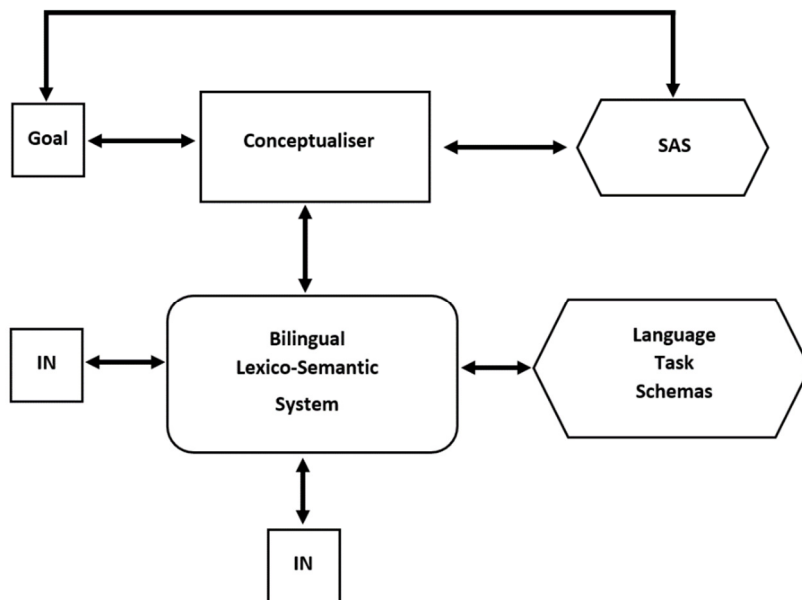 Goal
Conceptualiser
SAS
IN
Bilingual
Lexico-Semantic
System
Language
Task
Schemas
IN